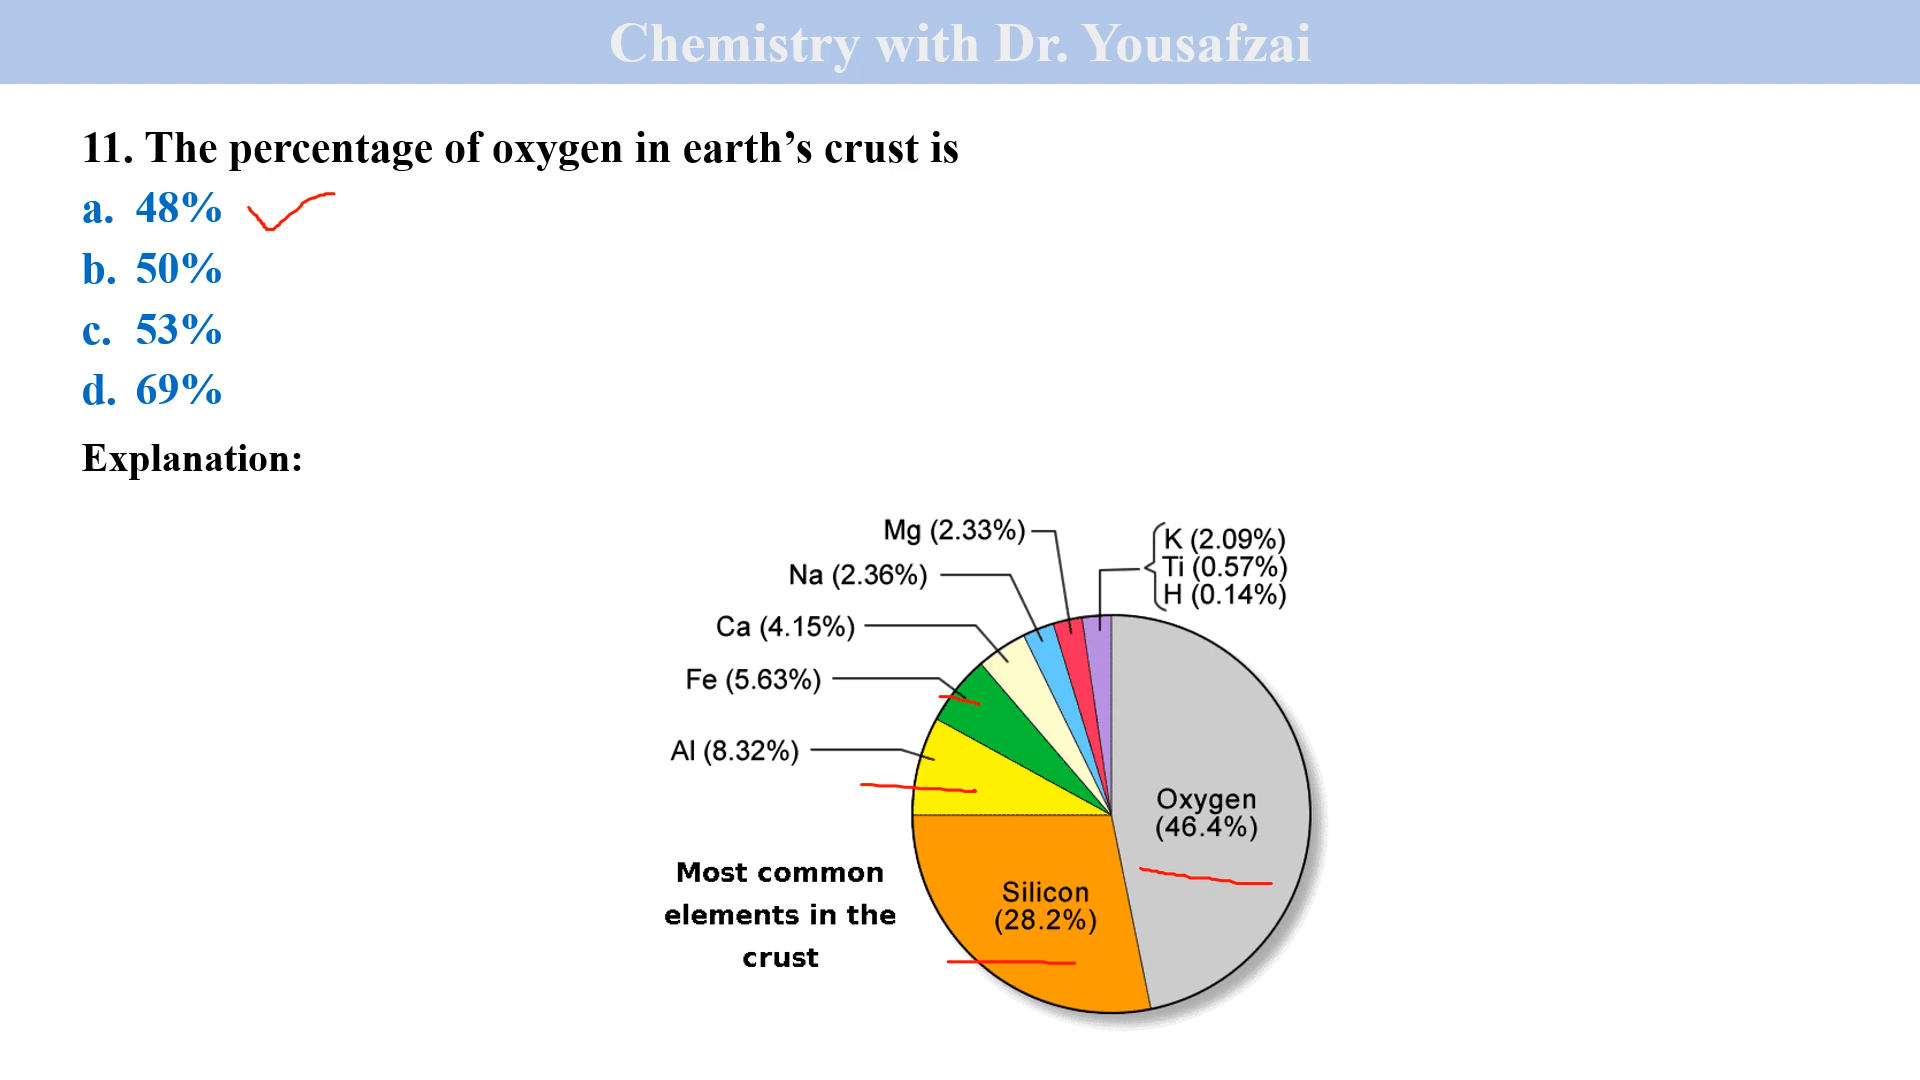 Chemistry with Dr. Yousafzai
11. The percentage of oxygen in earth’s crust is
a. 48%
b. 50%
c. 53%
d. 69%
Explanation:
Mg (2.33%)
K (2.09%)
Ti (0.57%)
H (0.14%)
Na (2.36%)
Ca (4.15%)
Fe (5.63%)
Al (8.32%)
Oxygen
(46.4%)
Silicon
(28.2%)
Most common
elements in the
crust